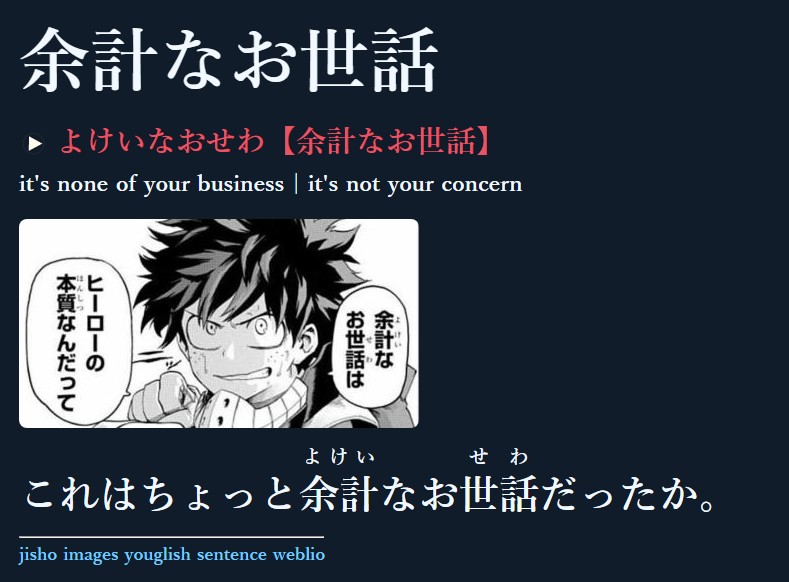 余計なお世話
▶ よけいなおせわ【余計なお世話】
it's none of your business | it's not your concern
余計な
お世話は
ヒーローの
本質なんだって
これはちょっと余計なお世話だったか。
jisho images youglish sentence weblio